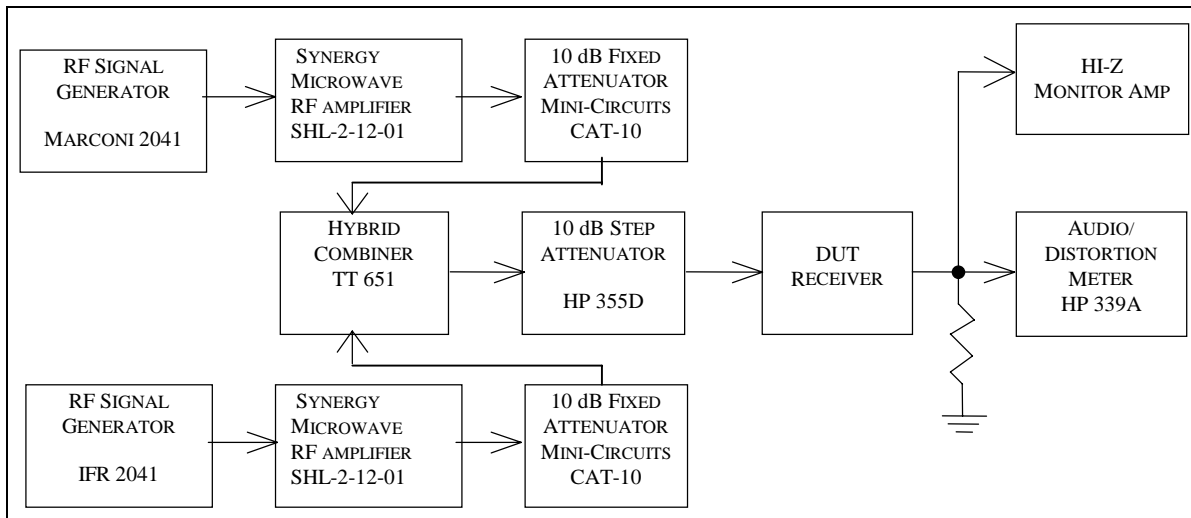 RF SIGNAL
GENERATOR
MARCONI 2041
SYNERGY
MICROWAVE
RF AMPLIFIER
SHL-2-12-01
10 dB FIXED
ATTENUATOR
MINI-CIRCUITS
CAT-10
HI-Z
MONITOR AMP
HYBRID
COMBINER
TT 651
10 dB STEP
ATTENUATOR
HP 355D
DUT
RECEIVER
AUDIO/
DISTORTION
METER
HP 339A
RF SIGNAL
GENERATOR
IFR 2041
SYNERGY
MICROWAVE
RF AMPLIFIER
SHL-2-12-01
10 dB FIXED
ATTENUATOR
MINI-CIRCUITS
CAT-10